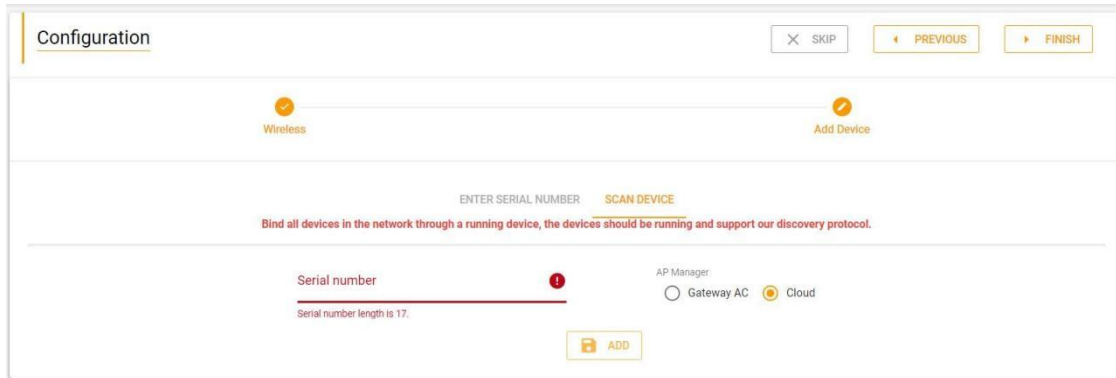 Configuration
SKIP
PREVIOUS
FINISH
Wireless
Add Device
ENTER SERIAL NUMBER
SCAN DEVICE
Bind all devices in the network through a running device, the devices should be running and support our discovery protocol.
Serial number
Serial number length is 17.
AP Manager
Gateway AC
Cloud
ADD